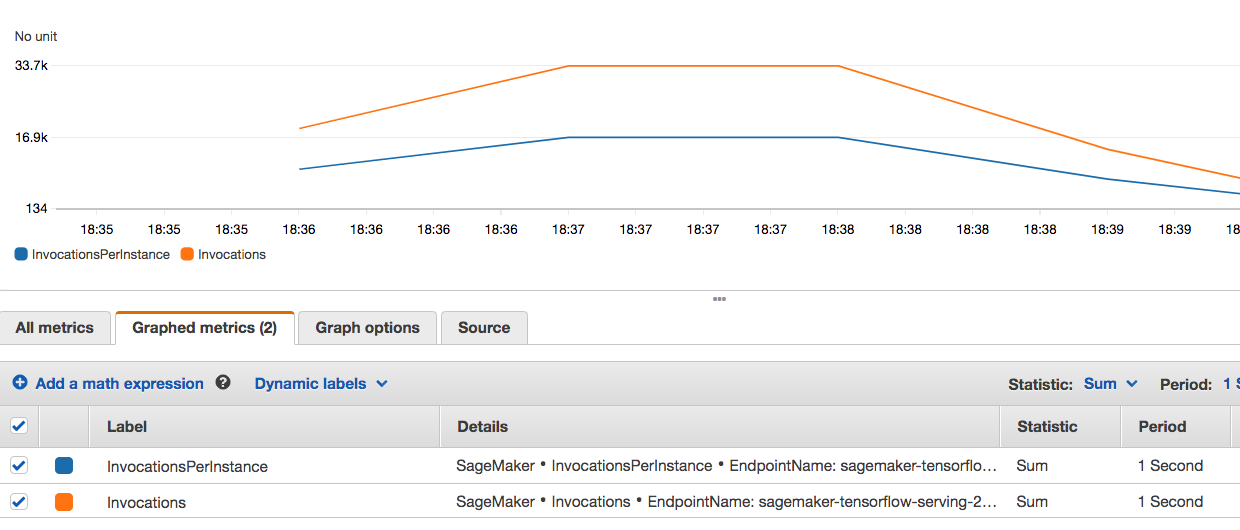 No unit
33.7k
16.9k
134
18:35 18:35 18:35 18:36 18:36 18:36 18:36 18:37 18:37 18:37 18:37 18:38 18:38 18:38 18:38 18:39 18:39 18
InvocationsPerInstance Invocations
All metrics Graphed metrics (2) Graph options Source
Add a math expression ? Dynamic labels Statistic: Sum Period: 1 S
Label Details Statistic Period
InvocationsPerInstance SageMaker • InvocationsPerInstance • EndpointName: sagemaker-tensorflo... Sum 1 Second
Invocations SageMaker • Invocations • EndpointName: sagemaker-tensorflow-serving-2... Sum 1 Second